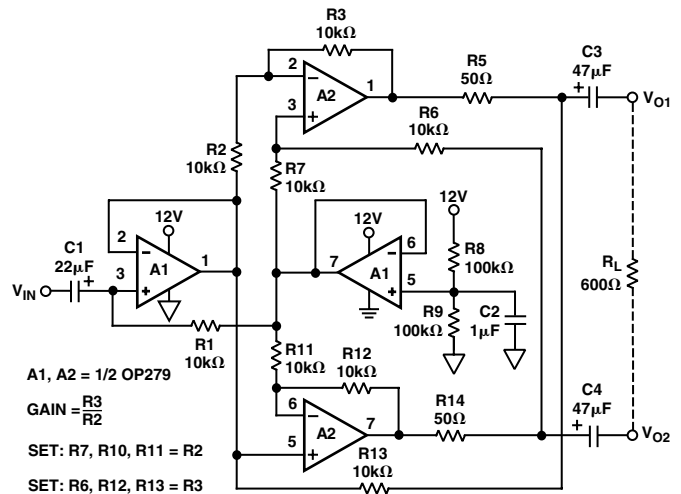 R3
10kΩ
2
A2
1
3
R5
50Ω
C3
47µF
+
VO1
R6
10kΩ
R2
10kΩ
R7
10kΩ
12V
2
A1
1
3
C1
22µF
+
VIN
R1
10kΩ
12V
6
A1
7
5
12V
R8
100kΩ
R9
100kΩ
C2
1µF
RL
600Ω
R11
10kΩ
R12
10kΩ
6
A2
7
5
R14
50Ω
C4
47µF
+
VO2
R13
10kΩ
A1, A2 = 1/2 OP279
GAIN = R3
R2
SET: R7, R10, R11 = R2
SET: R6, R12, R13 = R3